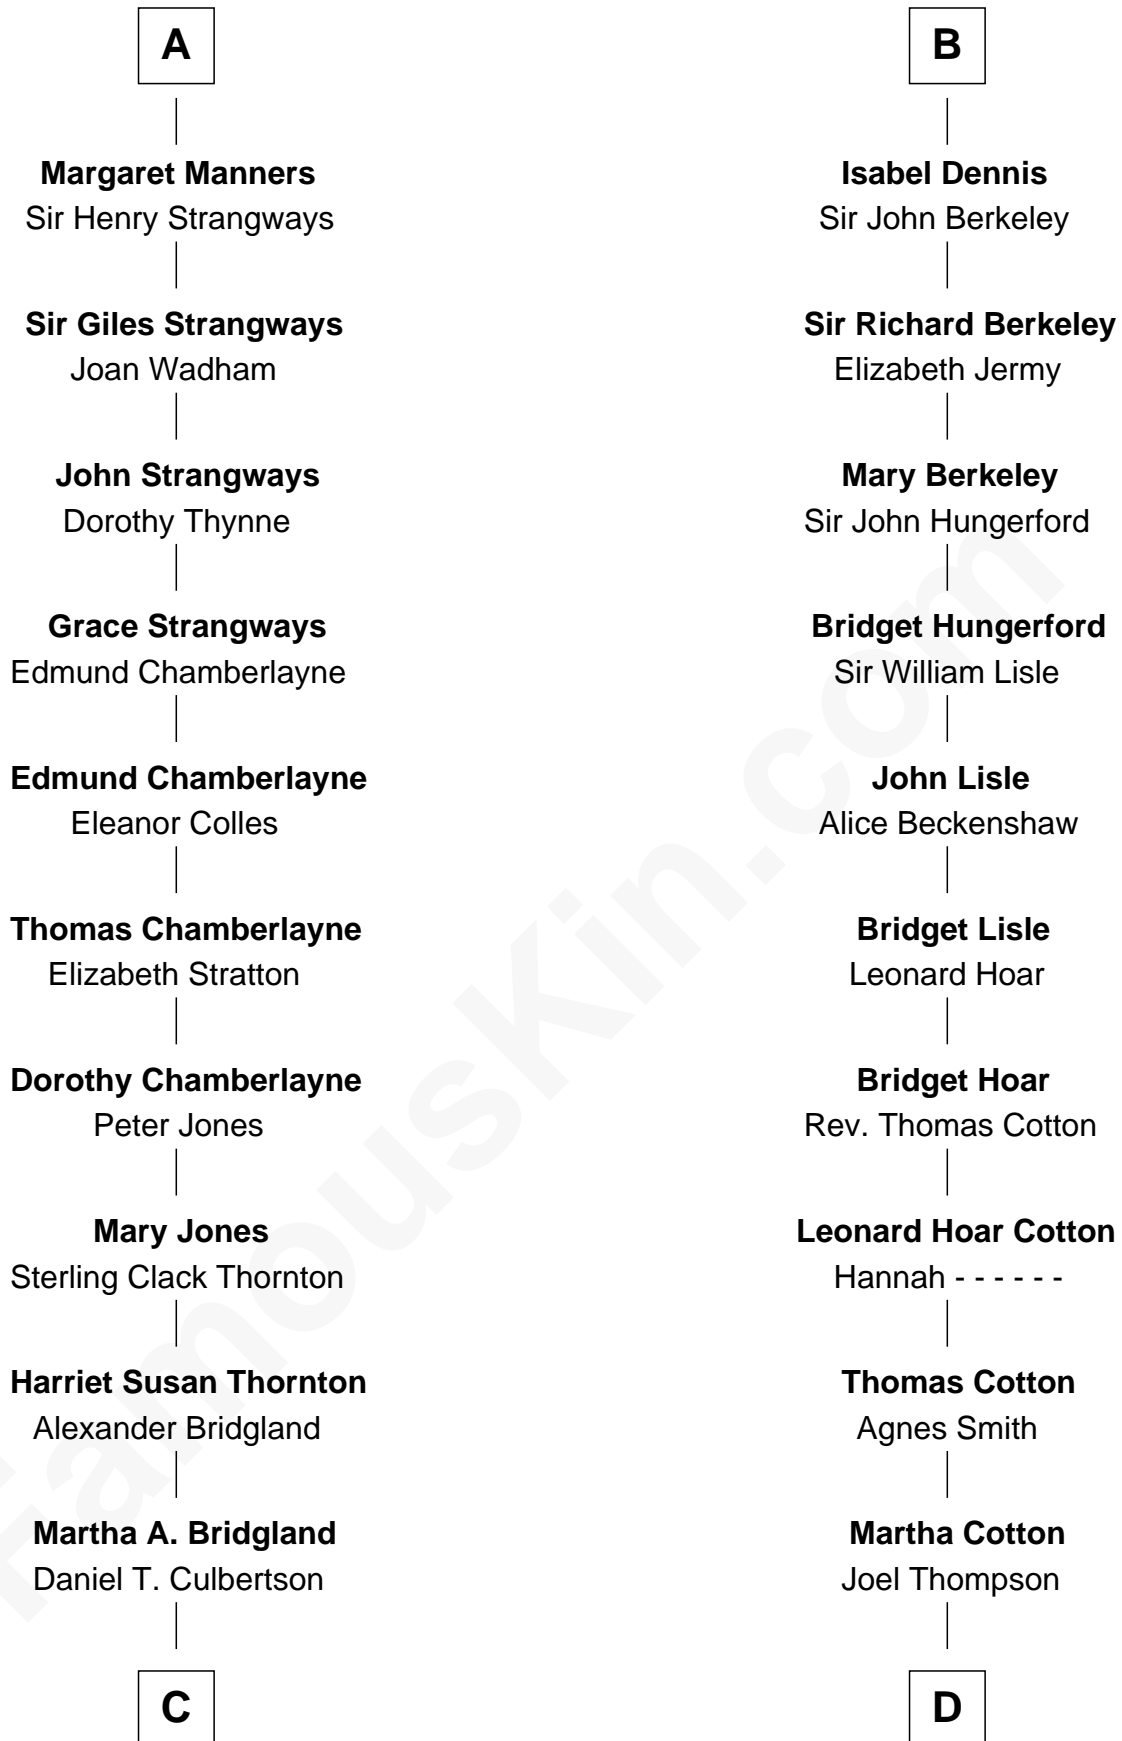 A
Margaret Manners
Sir Henry Strangways
Sir Giles Strangways
Joan Wadham
John Strangways
Dorothy Thynne
Grace Strangways
Edmund Chamberlayne
Edmund Chamberlayne
Eleanor Colles
Thomas Chamberlayne
Elizabeth Stratton
Dorothy Chamberlayne
Peter Jones
Mary Jones
Sterling Clack Thornton
Harriet Susan Thornton
Alexander Bridgland
Martha A. Bridgland
Daniel T. Culbertson
C
B
Isabel Dennis
Sir John Berkeley
Sir Richard Berkeley
Elizabeth Jermy
Mary Berkeley
Sir John Hungerford
Bridget Hungerford
Sir William Lisle
John Lisle
Alice Beckenshaw
Bridget Lisle
Leonard Hoar
Bridget Hoar
Rev. Thomas Cotton
Leonard Hoar Cotton
Hannah - - - - - -
Thomas Cotton
Agnes Smith
Martha Cotton
Joel Thompson
D
FamousKin.com